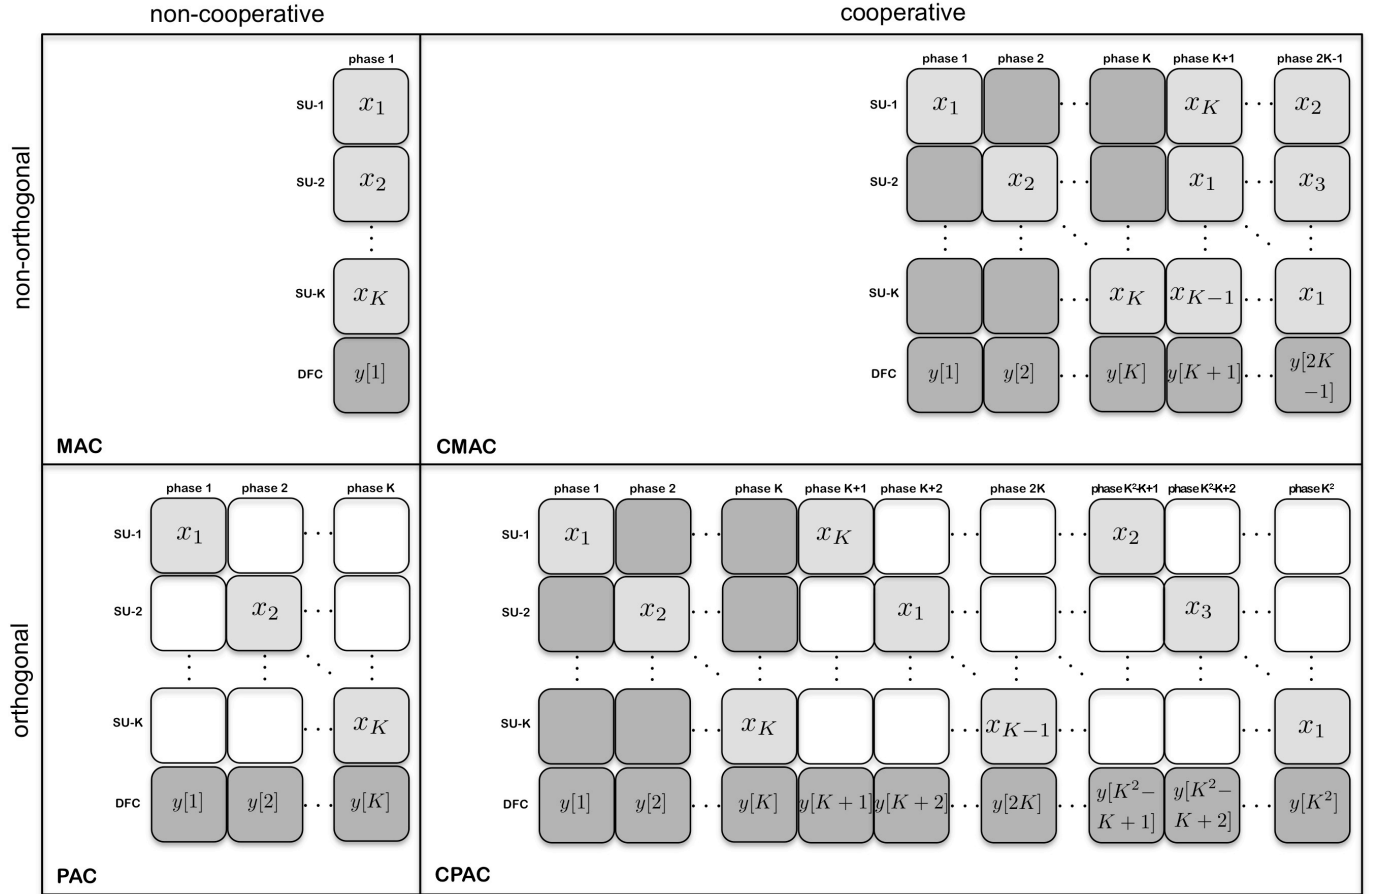 non-cooperative
cooperative
non-orthogonal
phase 1
SU-1 x_1
SU-2 x_2
⋮
SU-K x_K
DFC y[1]
MAC
phase 1 phase 2 phase K phase K+1 phase 2K-1
SU-1 x_1 ··· x_K ··· x_2
SU-2 x_2 ··· x_1 ··· x_3
⋮ ⋮ ⋱ ⋮ ⋮ ⋱ ⋮
SU-K ··· x_K x_{K-1} ··· x_1
DFC y[1] y[2] ··· y[K] y[K+1] ··· y[2K
-1]
CMAC
orthogonal
phase 1 phase 2 phase K
SU-1 x_1 ···
SU-2 x_2 ···
⋮ ⋮ ⋱ ⋮
SU-K ··· x_K
DFC y[1] y[2] ··· y[K]
PAC
phase 1 phase 2 phase K phase K+1 phase K+2 phase 2K phase K²-K+1 phase K²-K+2 phase K²
SU-1 x_1 ··· x_K ··· ··· x_2 ···
SU-2 x_2 ··· x_1 ··· ··· x_3 ···
⋮ ⋮ ⋱ ⋮ ⋮ ⋮ ⋱ ⋮ ⋱ ⋮ ⋮ ⋱ ⋮
SU-K ··· x_K ··· x_{K-1} ··· ··· x_1
DFC y[1] y[2] ··· y[K] y[K+1] y[K+2] ··· y[2K] ··· y[K²-
K+1] y[K²-
K+2] ··· y[K²]
CPAC